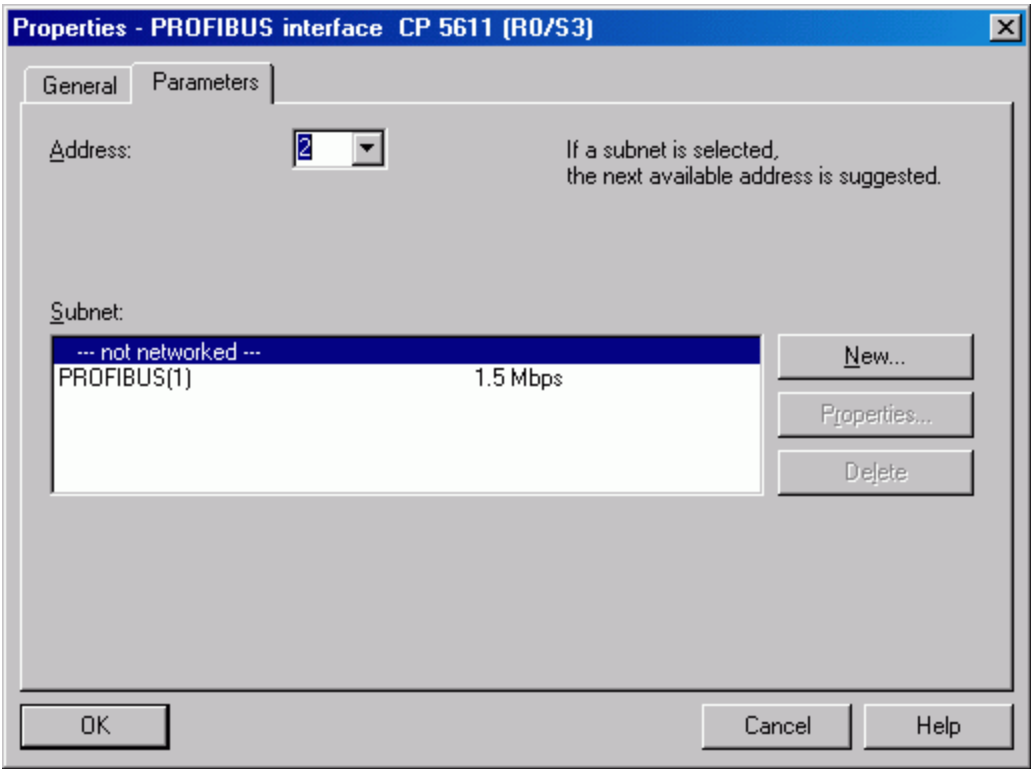 Properties - PROFIBUS interface CP 5611 (R0/S3)
General Parameters
Address: 2
If a subnet is selected,
the next available address is suggested.
Subnet:
--- not networked ---
PROFIBUS(1) 1.5 Mbps
New...
Properties...
Delete
OK Cancel Help